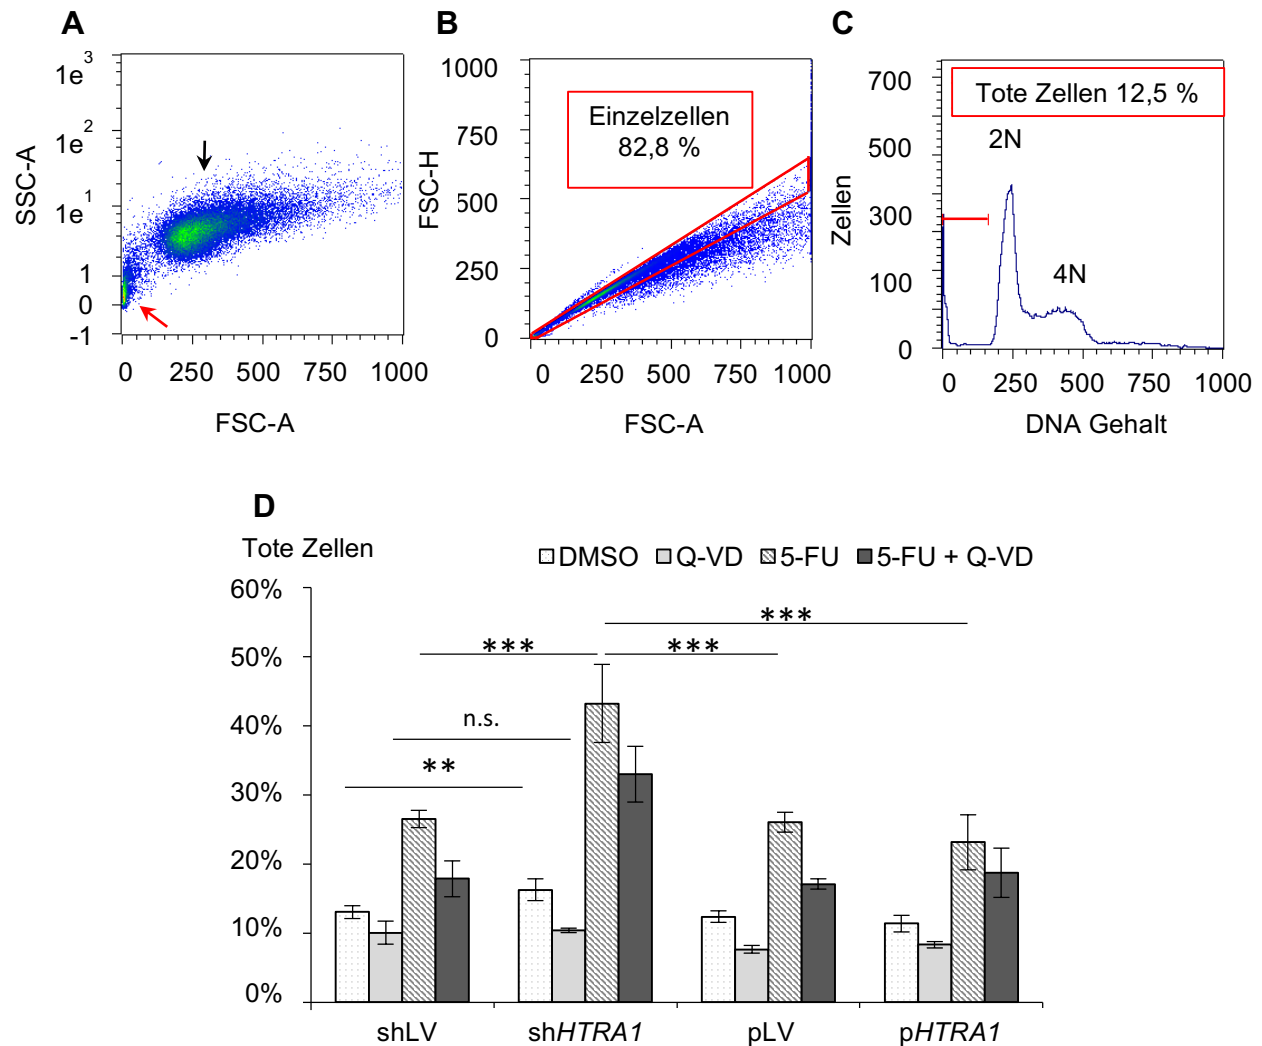 A
B
C
SSC-A
1e3
1e2
1e1
1
0
-1
0 250 500 750 1000
FSC-A
FSC-H
1000
750
500
250
0
Einzelzellen
82,8 %
0 250 500 750 1000
FSC-A
Zellen
700
500
300
100
0
Tote Zellen 12,5 %
2N
4N
0 250 500 750 1000
DNA Gehalt
D
Tote Zellen
DMSO Q-VD 5-FU 5-FU + Q-VD
60%
50%
40%
30%
20%
10%
0%
***
*** ***
n.s.
**
shLV shHTRA1 pLV pHTRA1